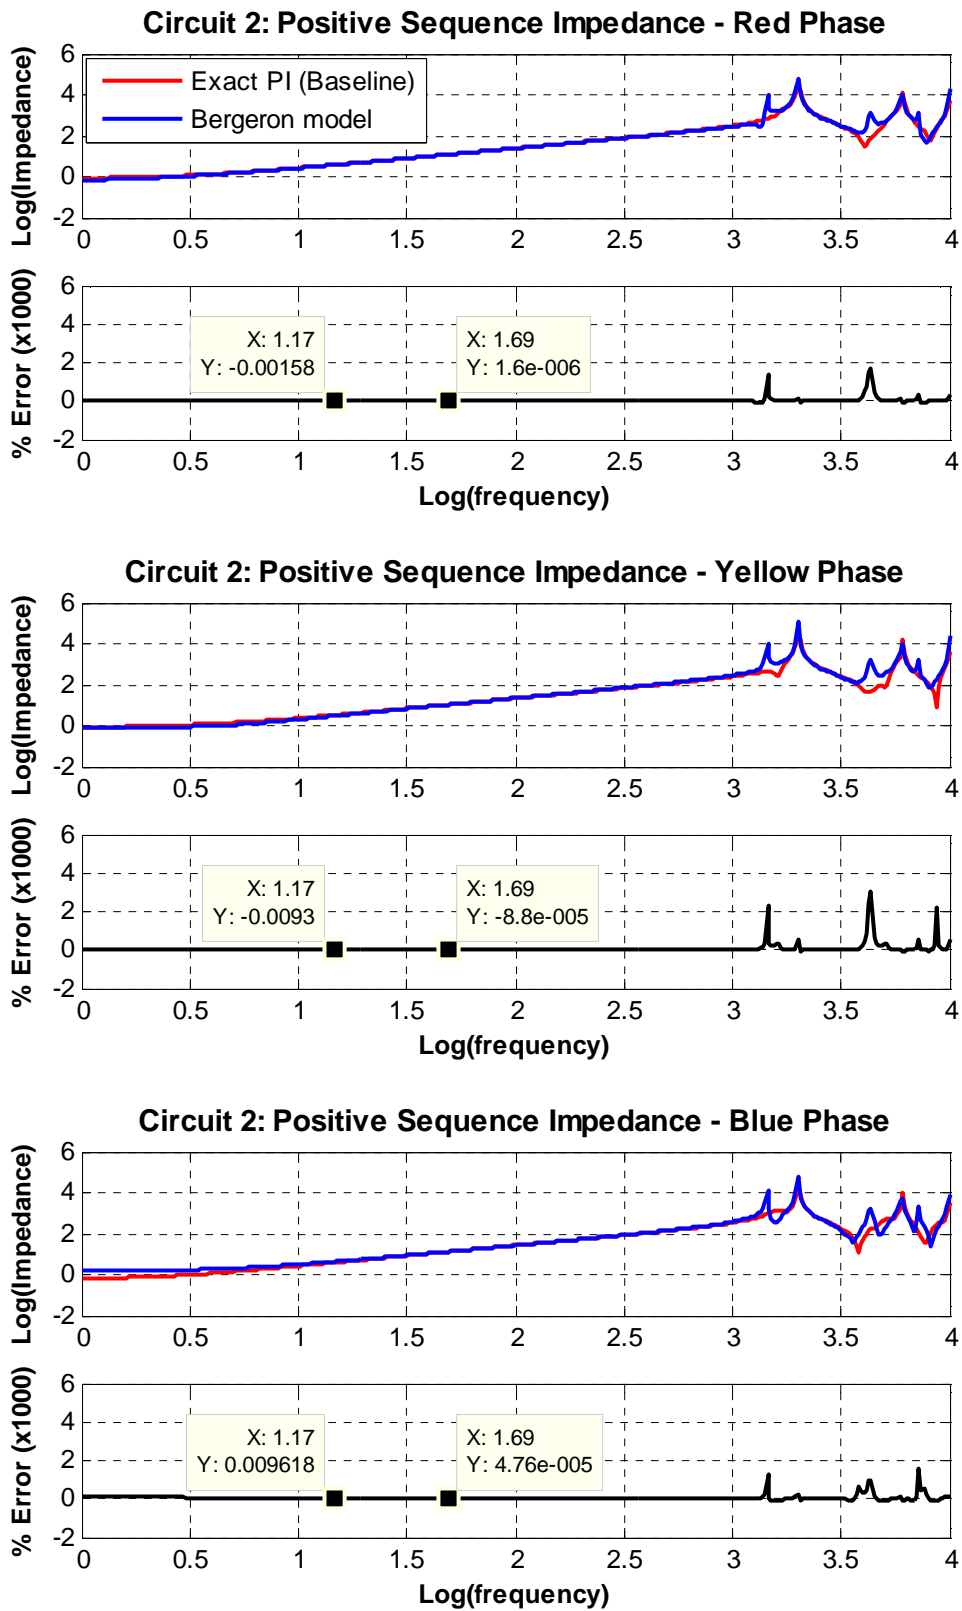 Circuit 2: Positive Sequence Impedance - Red Phase
Log(Impedance)
6
4
2
0
-2
Exact PI (Baseline)
Bergeron model
0 0.5 1 1.5 2 2.5 3 3.5 4
% Error (x1000)
6
4
2
0
-2
X: 1.17
Y: -0.00158
X: 1.69
Y: 1.6e-006
0 0.5 1 1.5 2 2.5 3 3.5 4
Log(frequency)
Circuit 2: Positive Sequence Impedance - Yellow Phase
Log(Impedance)
6
4
2
0
-2
0 0.5 1 1.5 2 2.5 3 3.5 4
% Error (x1000)
6
4
2
0
-2
X: 1.17
Y: -0.0093
X: 1.69
Y: -8.8e-005
0 0.5 1 1.5 2 2.5 3 3.5 4
Log(frequency)
Circuit 2: Positive Sequence Impedance - Blue Phase
Log(Impedance)
6
4
2
0
-2
0 0.5 1 1.5 2 2.5 3 3.5 4
% Error (x1000)
6
4
2
0
-2
X: 1.17
Y: 0.009618
X: 1.69
Y: 4.76e-005
0 0.5 1 1.5 2 2.5 3 3.5 4
Log(frequency)